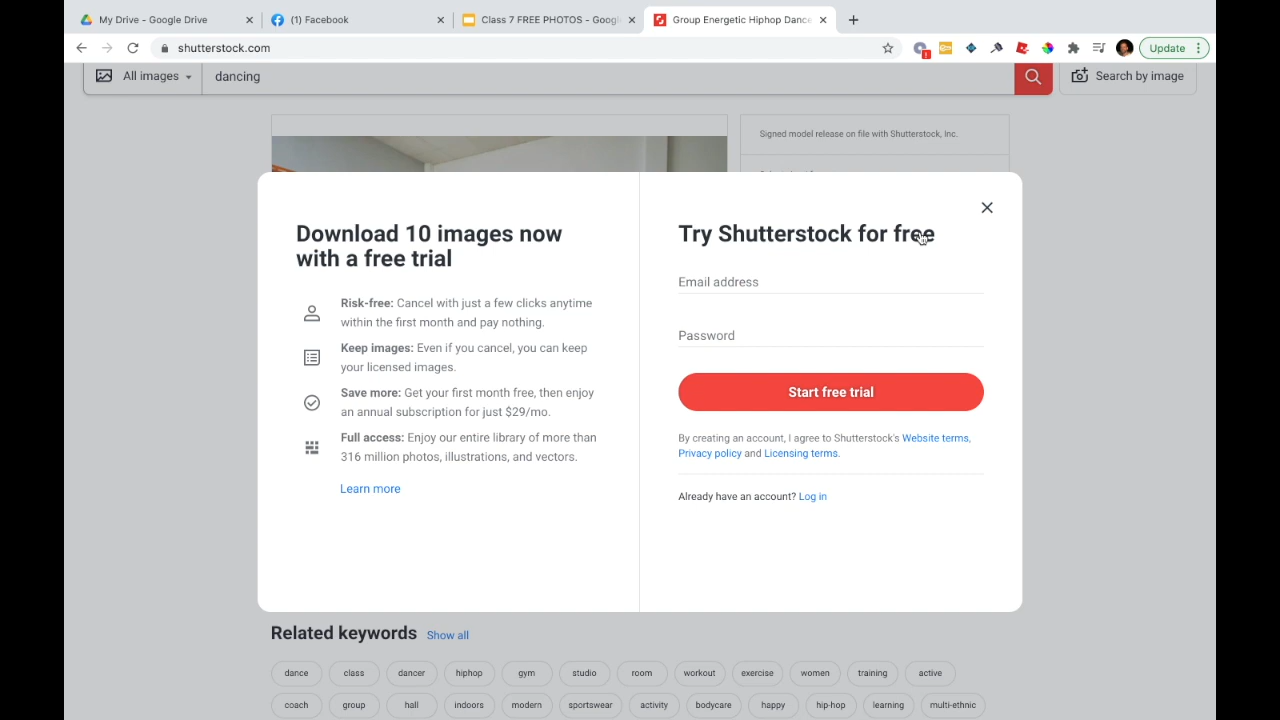 My Drive - Google Drive
(1) Facebook
Class 7 FREE PHOTOS - Googl
Group Energetic Hiphop Dance
shutterstock.com
Update
All images
dancing
Search by image
Signed model release on file with Shutterstock, Inc.
Download 10 images now
with a free trial
Risk-free: Cancel with just a few clicks anytime
within the first month and pay nothing.
Keep images: Even if you cancel, you can keep
your licensed images.
Save more: Get your first month free, then enjoy
an annual subscription for just $29/mo.
Full access: Enjoy our entire library of more than
316 million photos, illustrations, and vectors.
Learn more
Try Shutterstock for free
Email address
Password
Start free trial
By creating an account, I agree to Shutterstock's Website terms,
Privacy policy and Licensing terms.
Already have an account? Log in
Related keywords Show all
dance class dancer hiphop gym studio room workout exercise women training active
coach group hall indoors modern sportswear activity bodycare happy hip-hop learning multi-ethnic